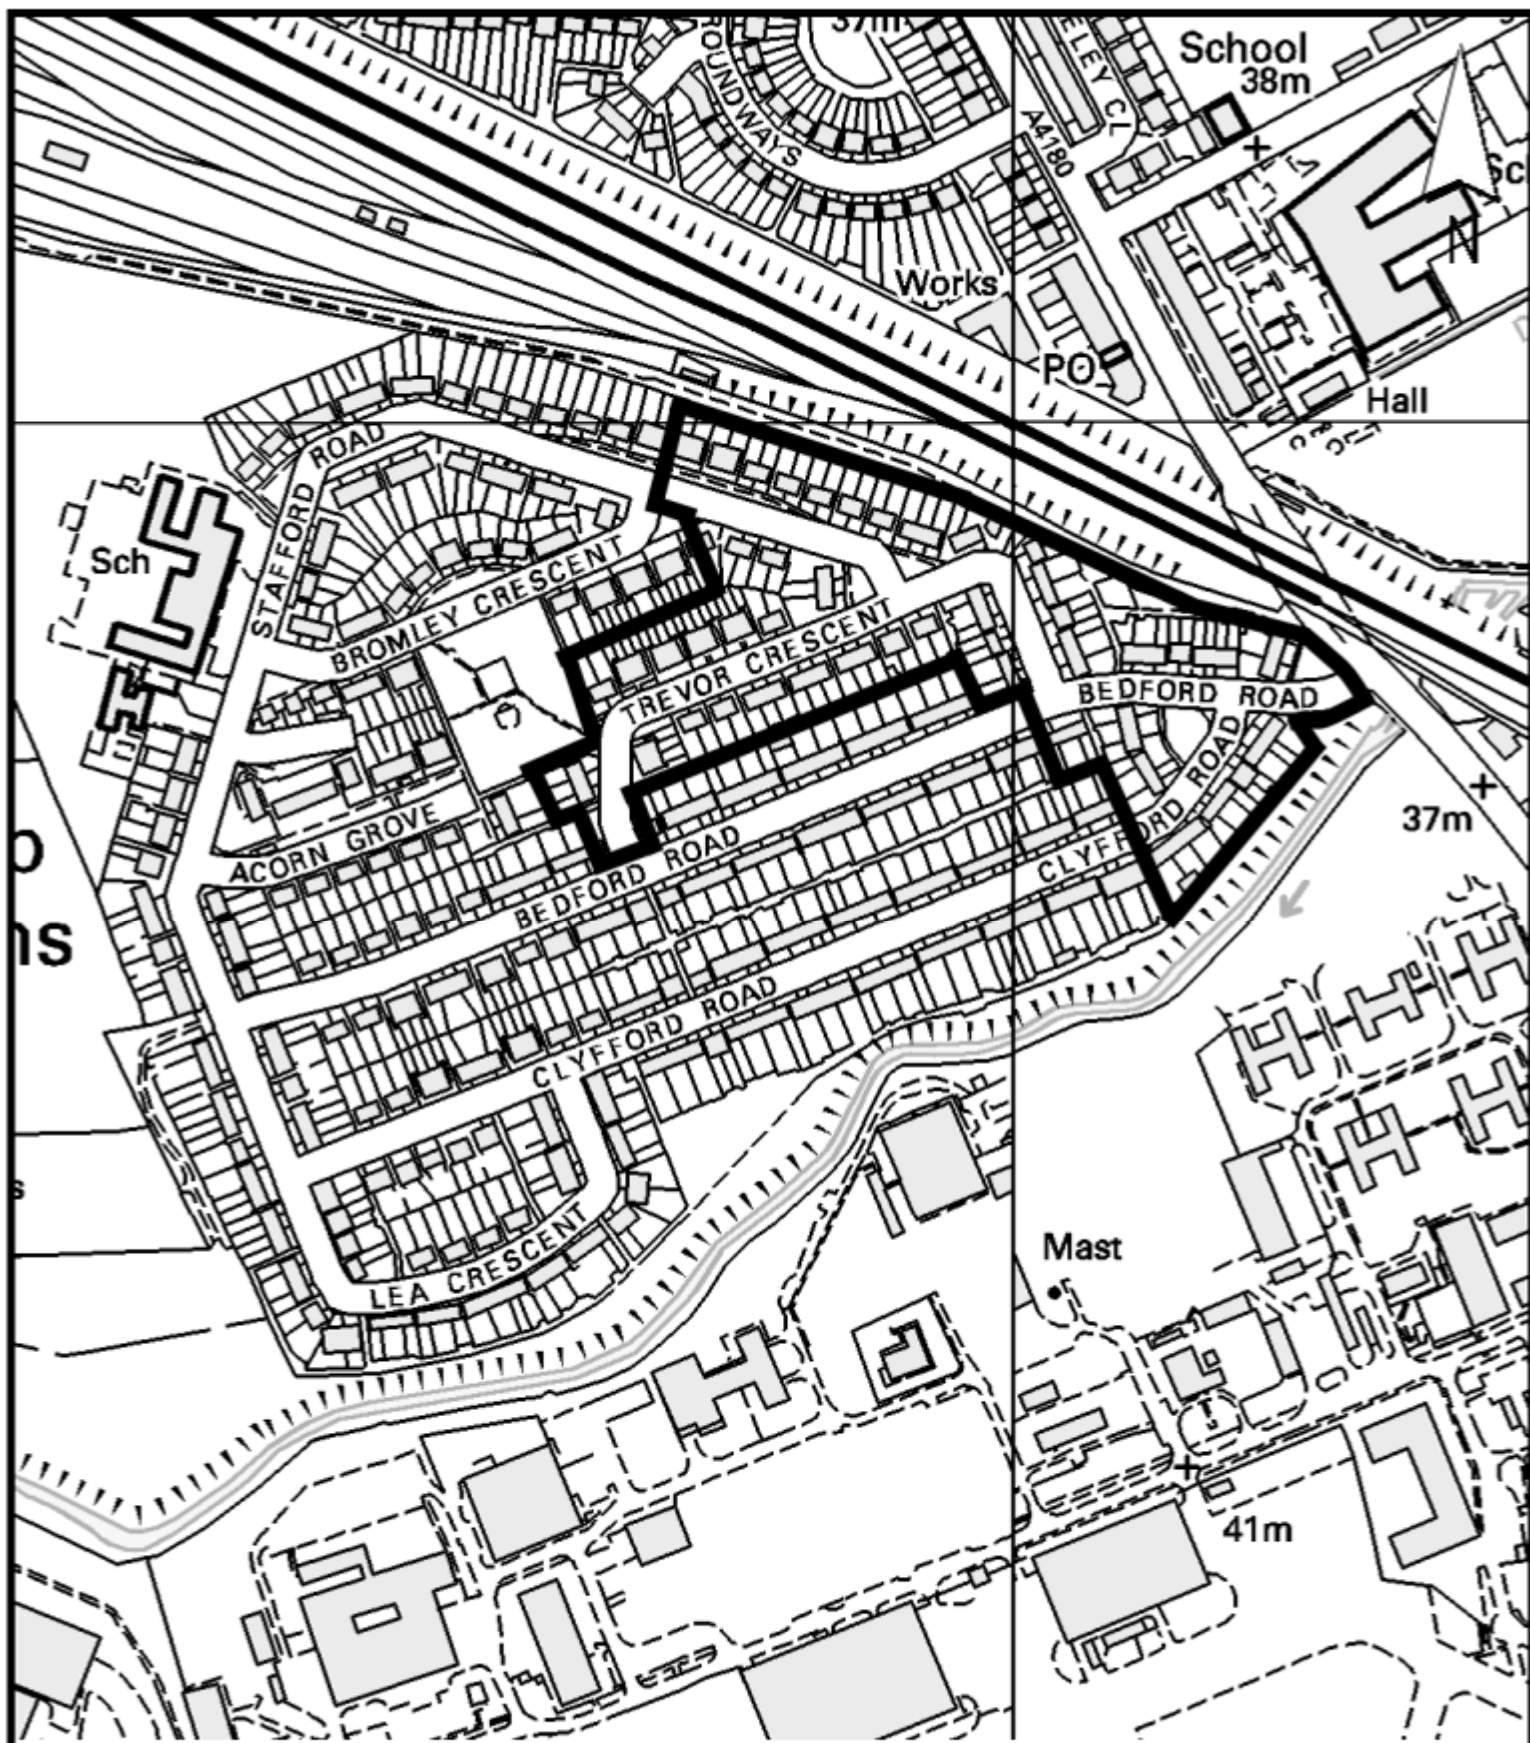 37m
School
38m
A4180
N
Works
PO
Hall
ROAD
STAFFORD
Sch
BROMLEY CRESCENT
TREVOR CRESCENT
BEDFORD ROAD
CLYFFORD ROAD
37m
ACORN GROVE
BEDFORD ROAD
CLYFFORD ROAD
LEA CRESCENT
Mast
41m